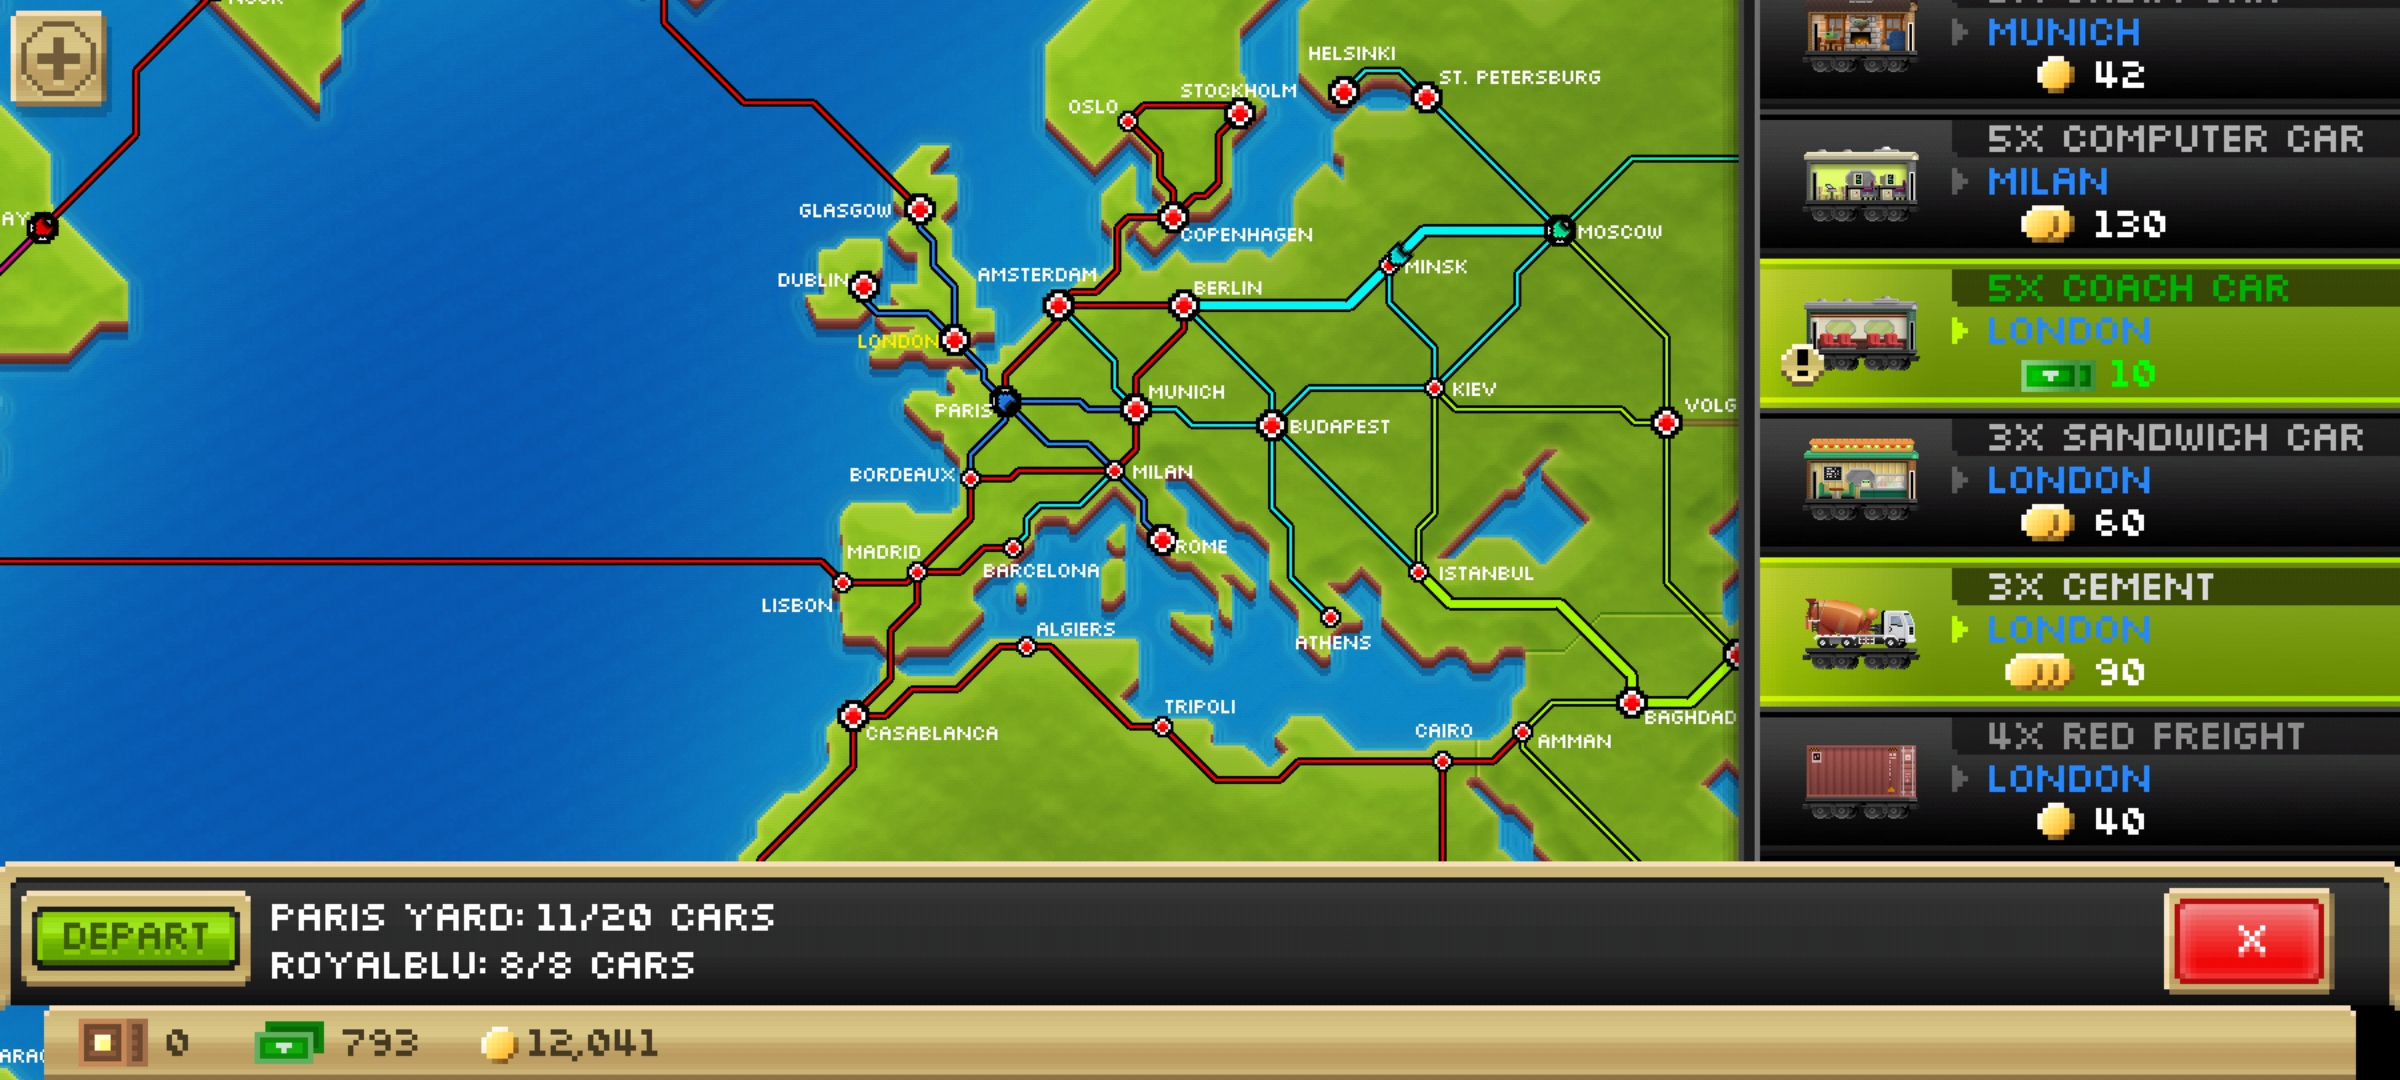 HELSINKI
ST. PETERSBURG
STOCKHOLM
OSLO
GLASGOW
COPENHAGEN
MOSCOW
MINSK
AMSTERDAM
DUBLIN
BERLIN
LONDON
MUNICH
PARIS
KIEV
VOLG
BUDAPEST
BORDEAUX
MILAN
MADRID
ROME
BARCELONA
ISTANBUL
LISBON
ALGIERS
ATHENS
TRIPOLI
BAGHDAD
CASABLANCA
CAIRO
AMMAN
AY
MUNICH
42
5X COMPUTER CAR
MILAN
130
5X COACH CAR
LONDON
10
3X SANDWICH CAR
LONDON
60
3X CEMENT
LONDON
90
4X RED FREIGHT
LONDON
40
DEPART
PARIS YARD: 11/20 CARS
ROYALBLU: 8/8 CARS
X
0
793
12,041